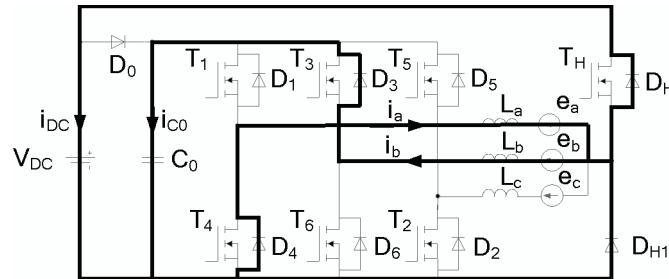 D0
T1
T3
T5
TH
D1
D3
D5
DH
iDC
iC0
ia
La
ea
ib
Lb
eb
VDC
C0
Lc
ec
T4
T6
T2
D4
D6
D2
DH1